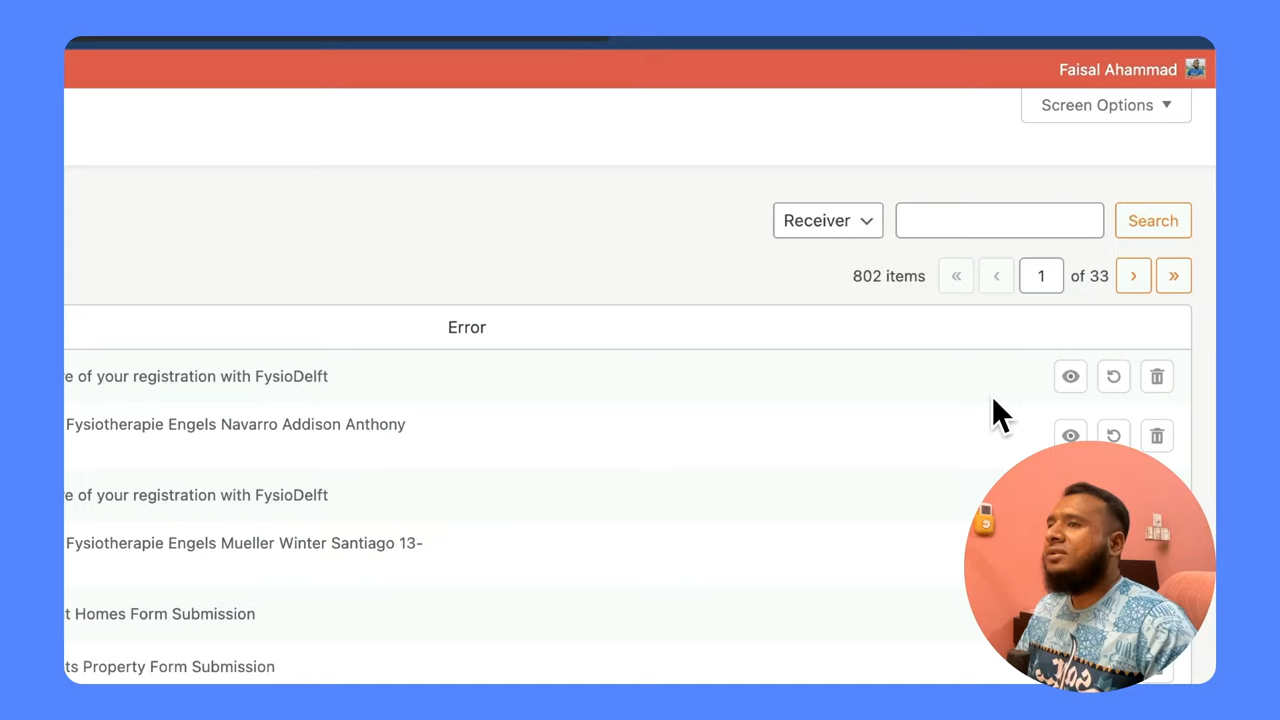 Faisal Ahammad
Screen Options ▼
Receiver
Search
802 items « ‹ 1 of 33 › »
Error
e of your registration with FysioDelft
Fysiotherapie Engels Navarro Addison Anthony
e of your registration with FysioDelft
Fysiotherapie Engels Mueller Winter Santiago 13-
t Homes Form Submission
ts Property Form Submission